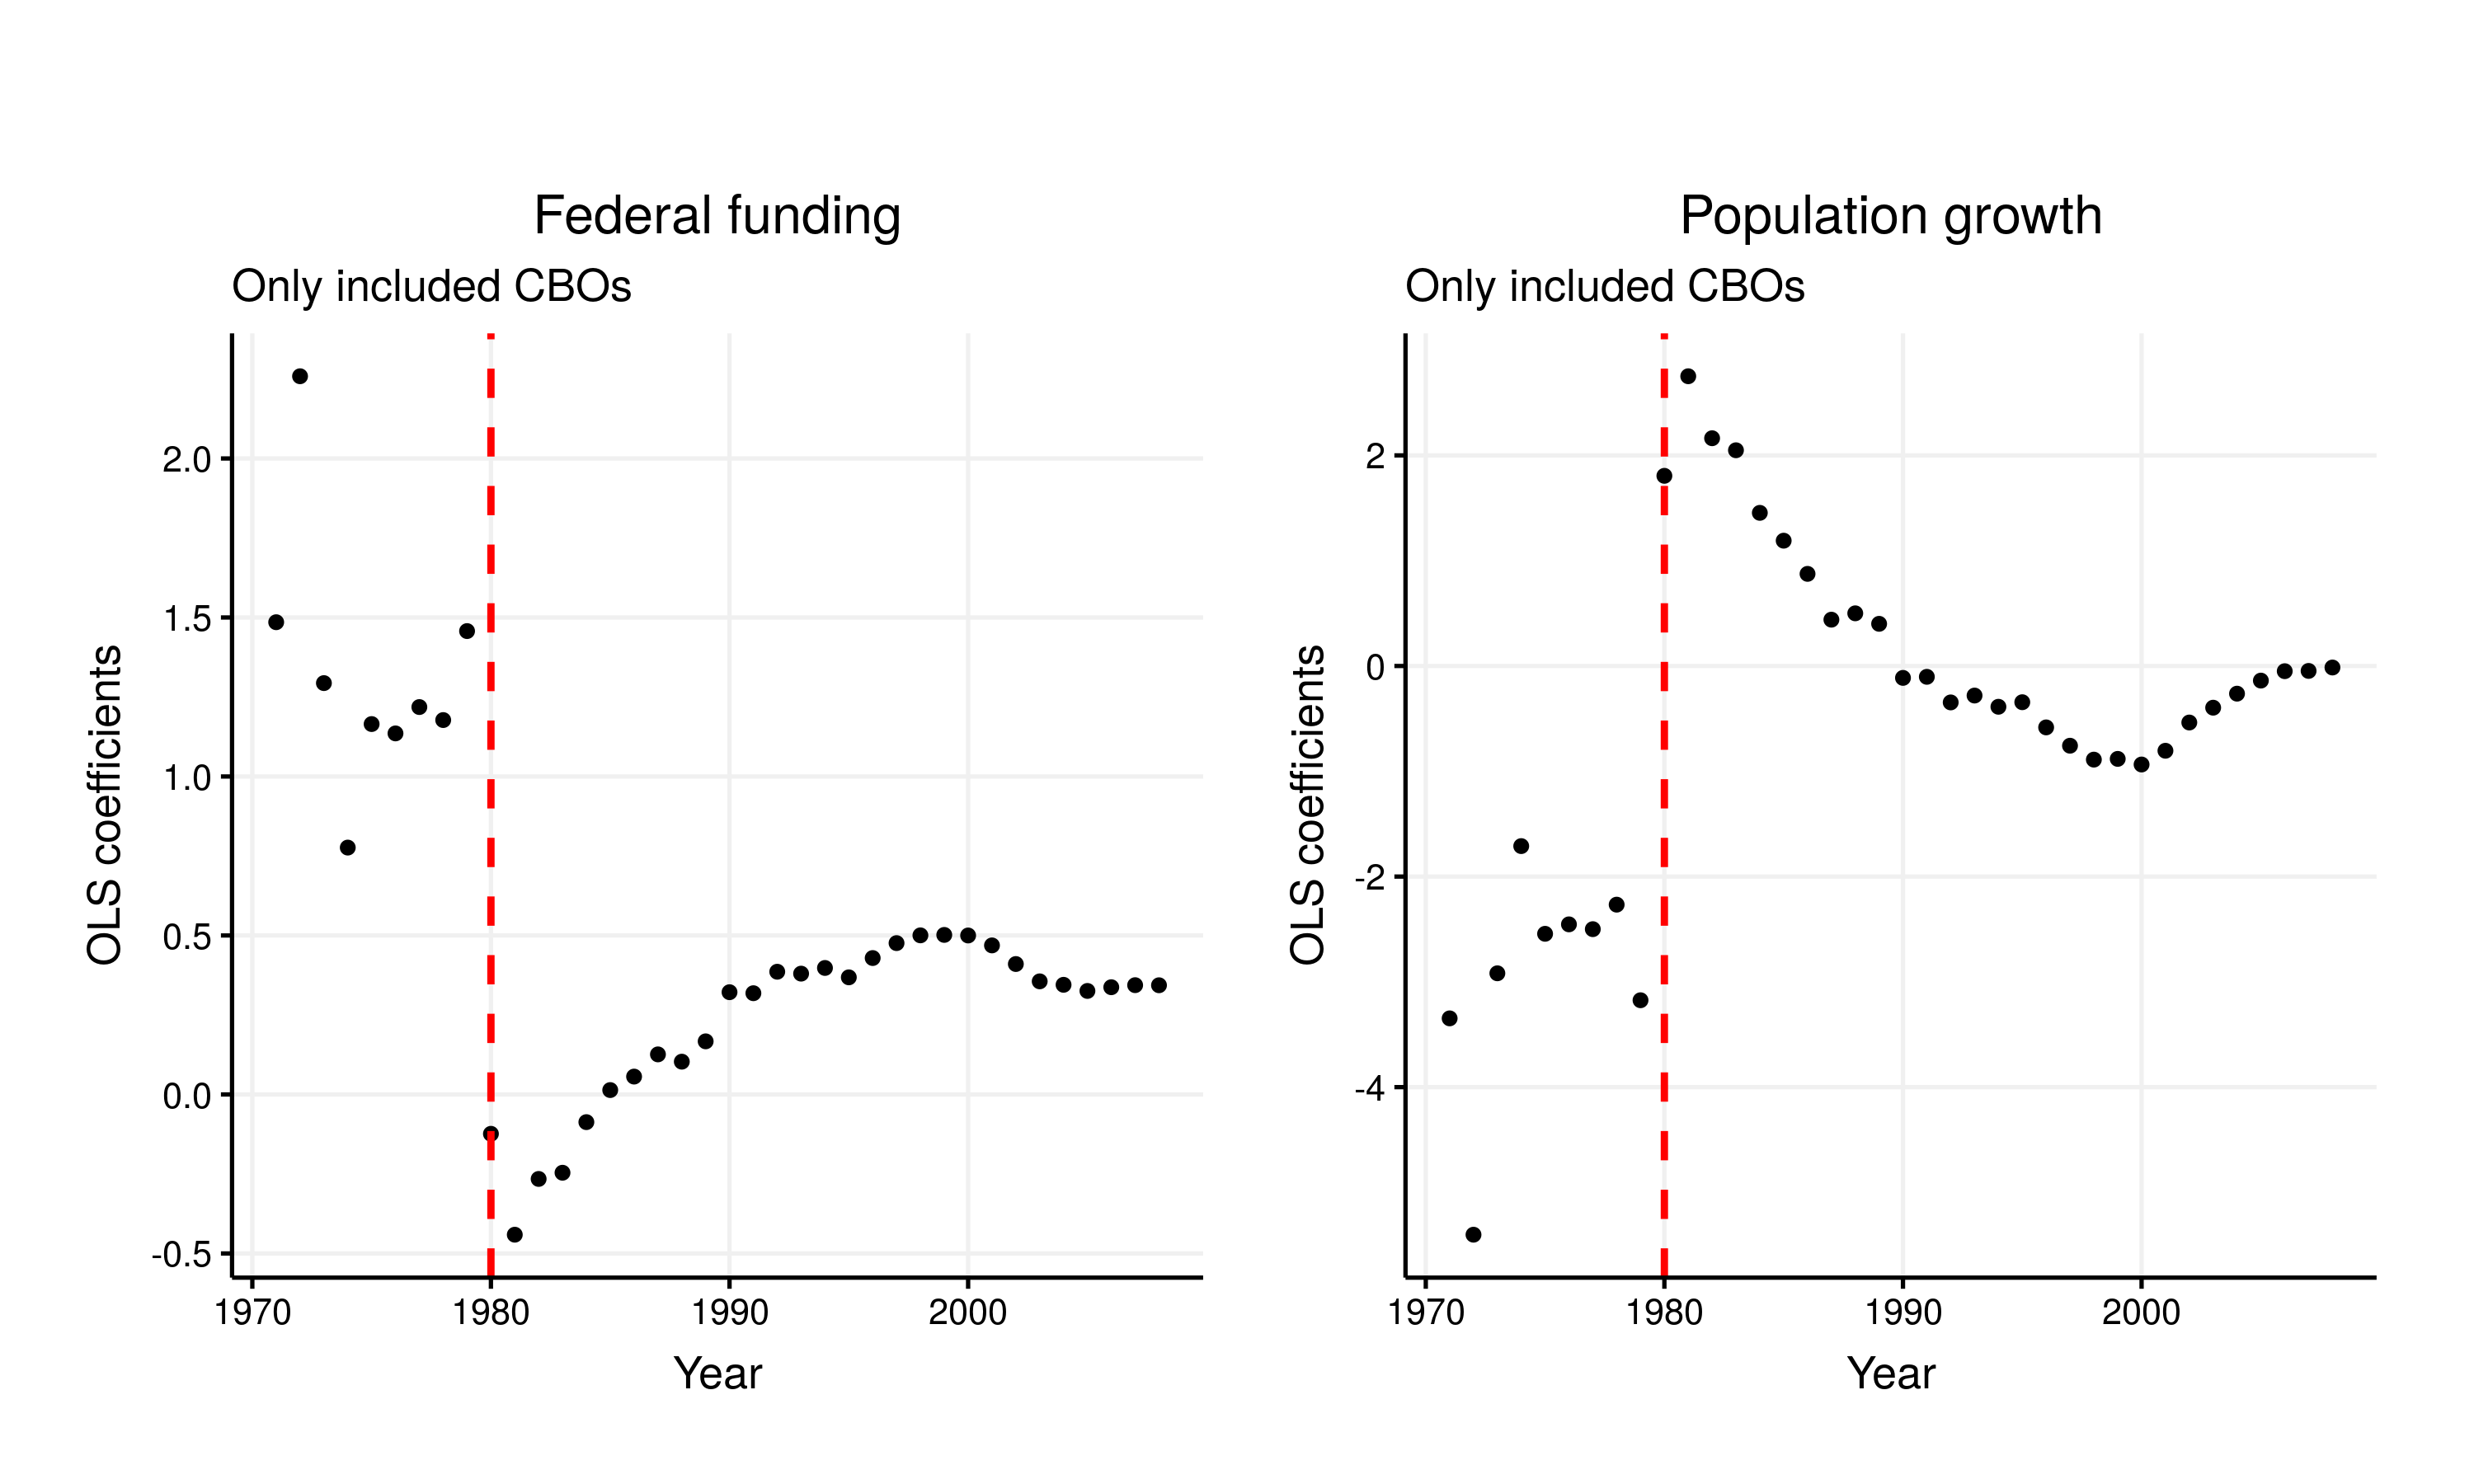 Federal funding
Only included CBOs
OLS coefficients
2.0
1.5
1.0
0.5
0.0
-0.5
1970 1980 1990 2000
Year
Population growth
Only included CBOs
OLS coefficients
2
0
-2
-4
1970 1980 1990 2000
Year